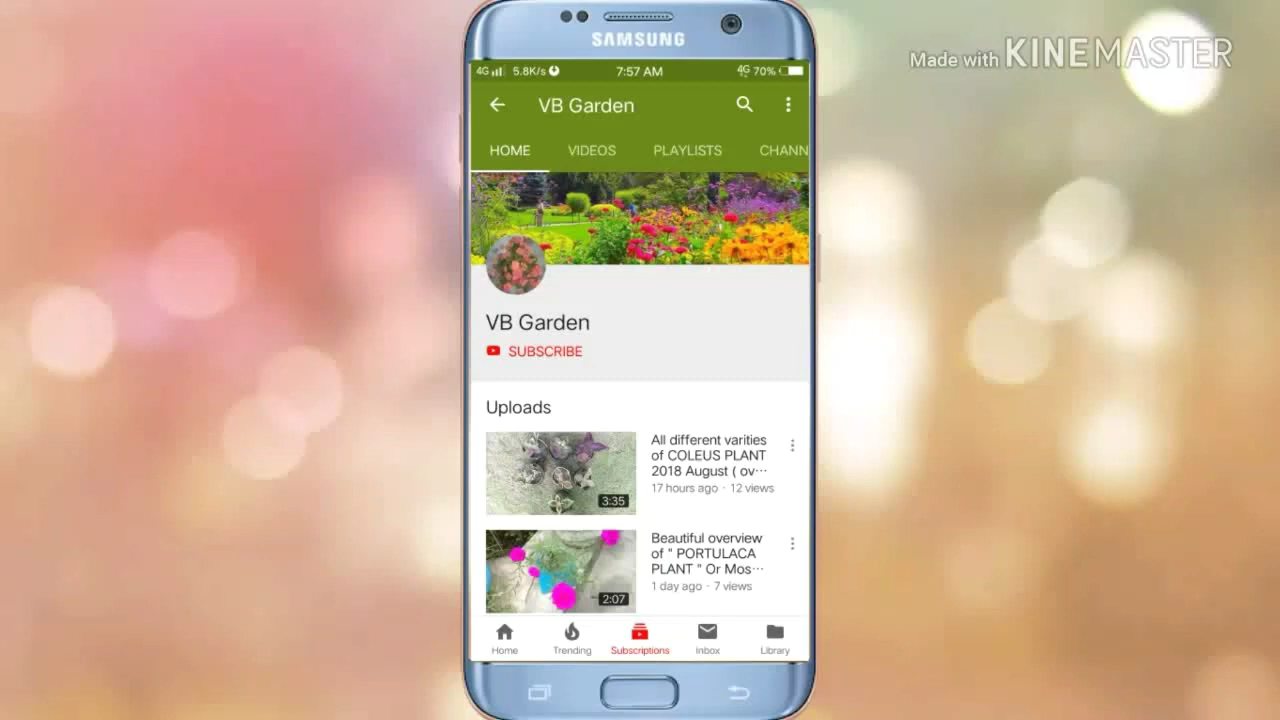 Made with KINEMASTER
SAMSUNG
4G 5.8K/s 7:57 AM 4G 70%
VB Garden
HOME VIDEOS PLAYLISTS CHANN
VB Garden
SUBSCRIBE
Uploads
All different varities
of COLEUS PLANT
2018 August ( ov···
17 hours ago · 12 views
3:35
Beautiful overview
of " PORTULACA
PLANT " Or Mos···
1 day ago · 7 views
2:07
Home Trending Subscriptions Inbox Library